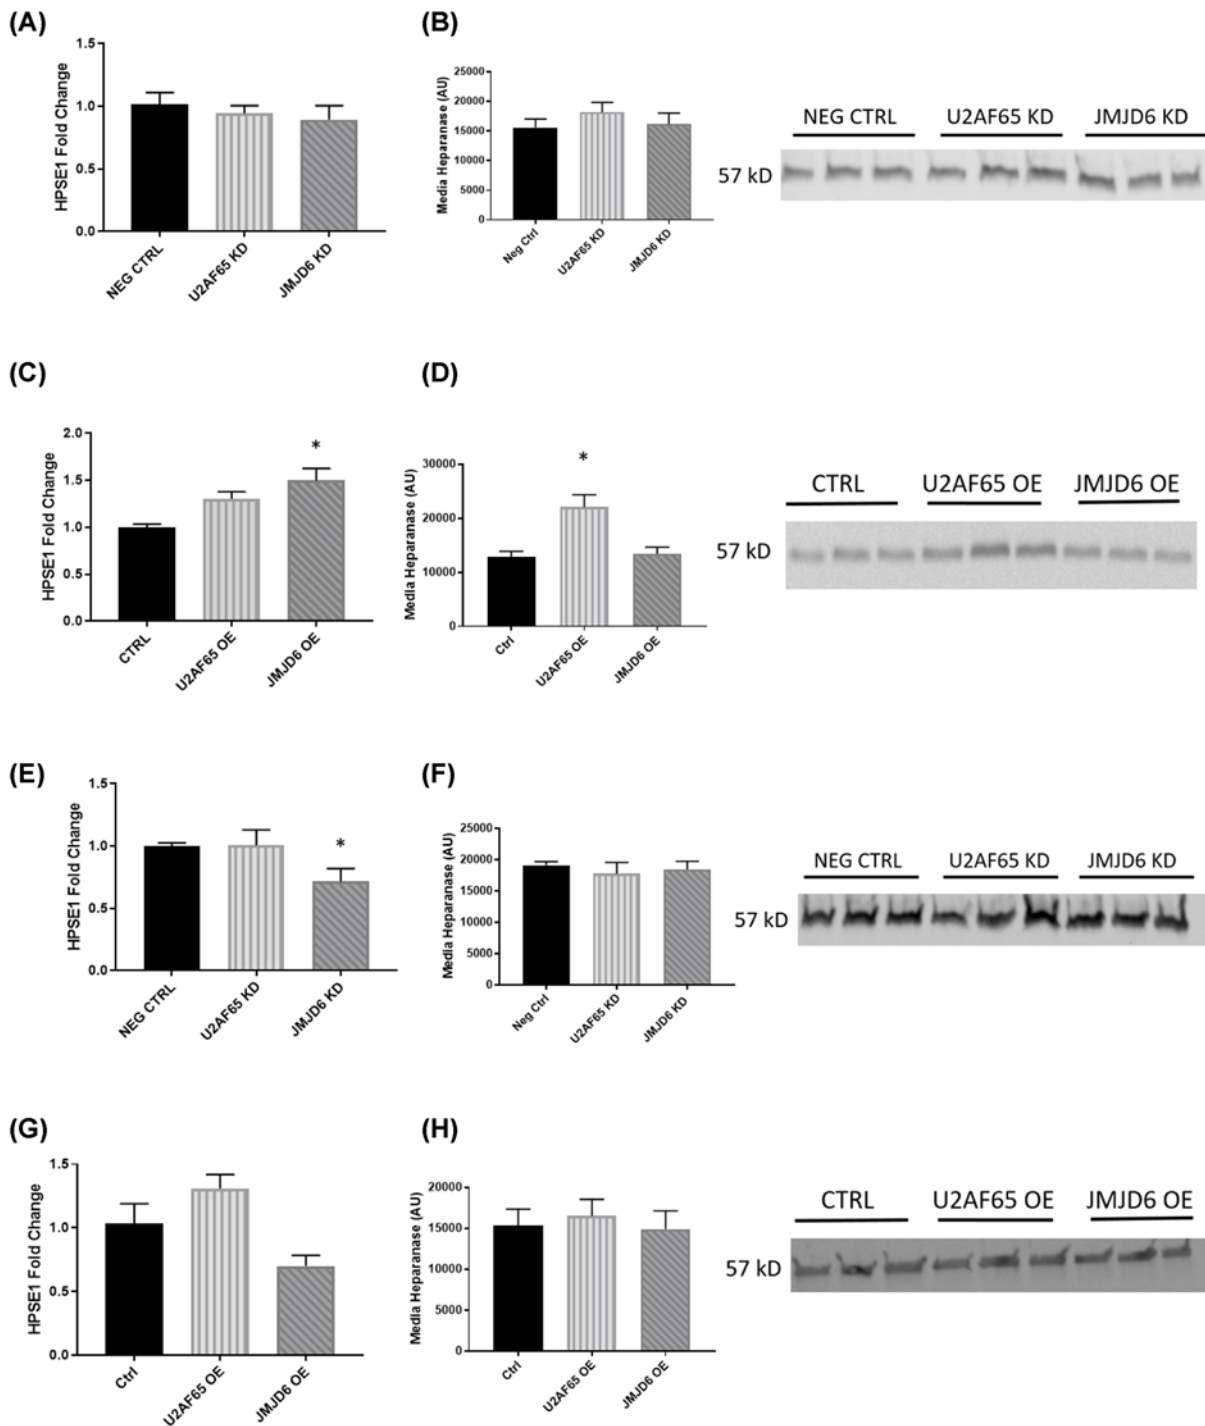 (A)
HPSE1 Fold Change
1.5
1.0
0.5
0.0
NEG CTRL
U2AF65 KD
JMJD6 KD
(B)
Media Heparanase (AU)
25000
20000
15000
10000
5000
0
Neg Ctrl
U2AF65 KD
JMJD6 KD
NEG CTRL U2AF65 KD JMJD6 KD
57 kD
(C)
HPSE1 Fold Change
2.0
1.5
1.0
0.5
0.0
*
CTRL
U2AF65 OE
JMJD6 OE
(D)
Media Heparanase (AU)
30000
20000
10000
0
*
Ctrl
U2AF65 OE
JMJD6 OE
CTRL U2AF65 OE JMJD6 OE
57 kD
(E)
HPSE1 Fold Change
1.5
1.0
0.5
0.0
*
NEG CTRL
U2AF65 KD
JMJD6 KD
(F)
Media Heparanase (AU)
25000
20000
15000
10000
5000
0
Neg Ctrl
U2AF65 KD
JMJD6 KD
NEG CTRL U2AF65 KD JMJD6 KD
57 kD
(G)
HPSE1 Fold Change
1.5
1.0
0.5
0.0
Ctrl
U2AF65 OE
JMJD6 OE
(H)
Media Heparanase (AU)
20000
15000
10000
5000
0
Ctrl
U2AF65 OE
JMJD6 OE
CTRL U2AF65 OE JMJD6 OE
57 kD